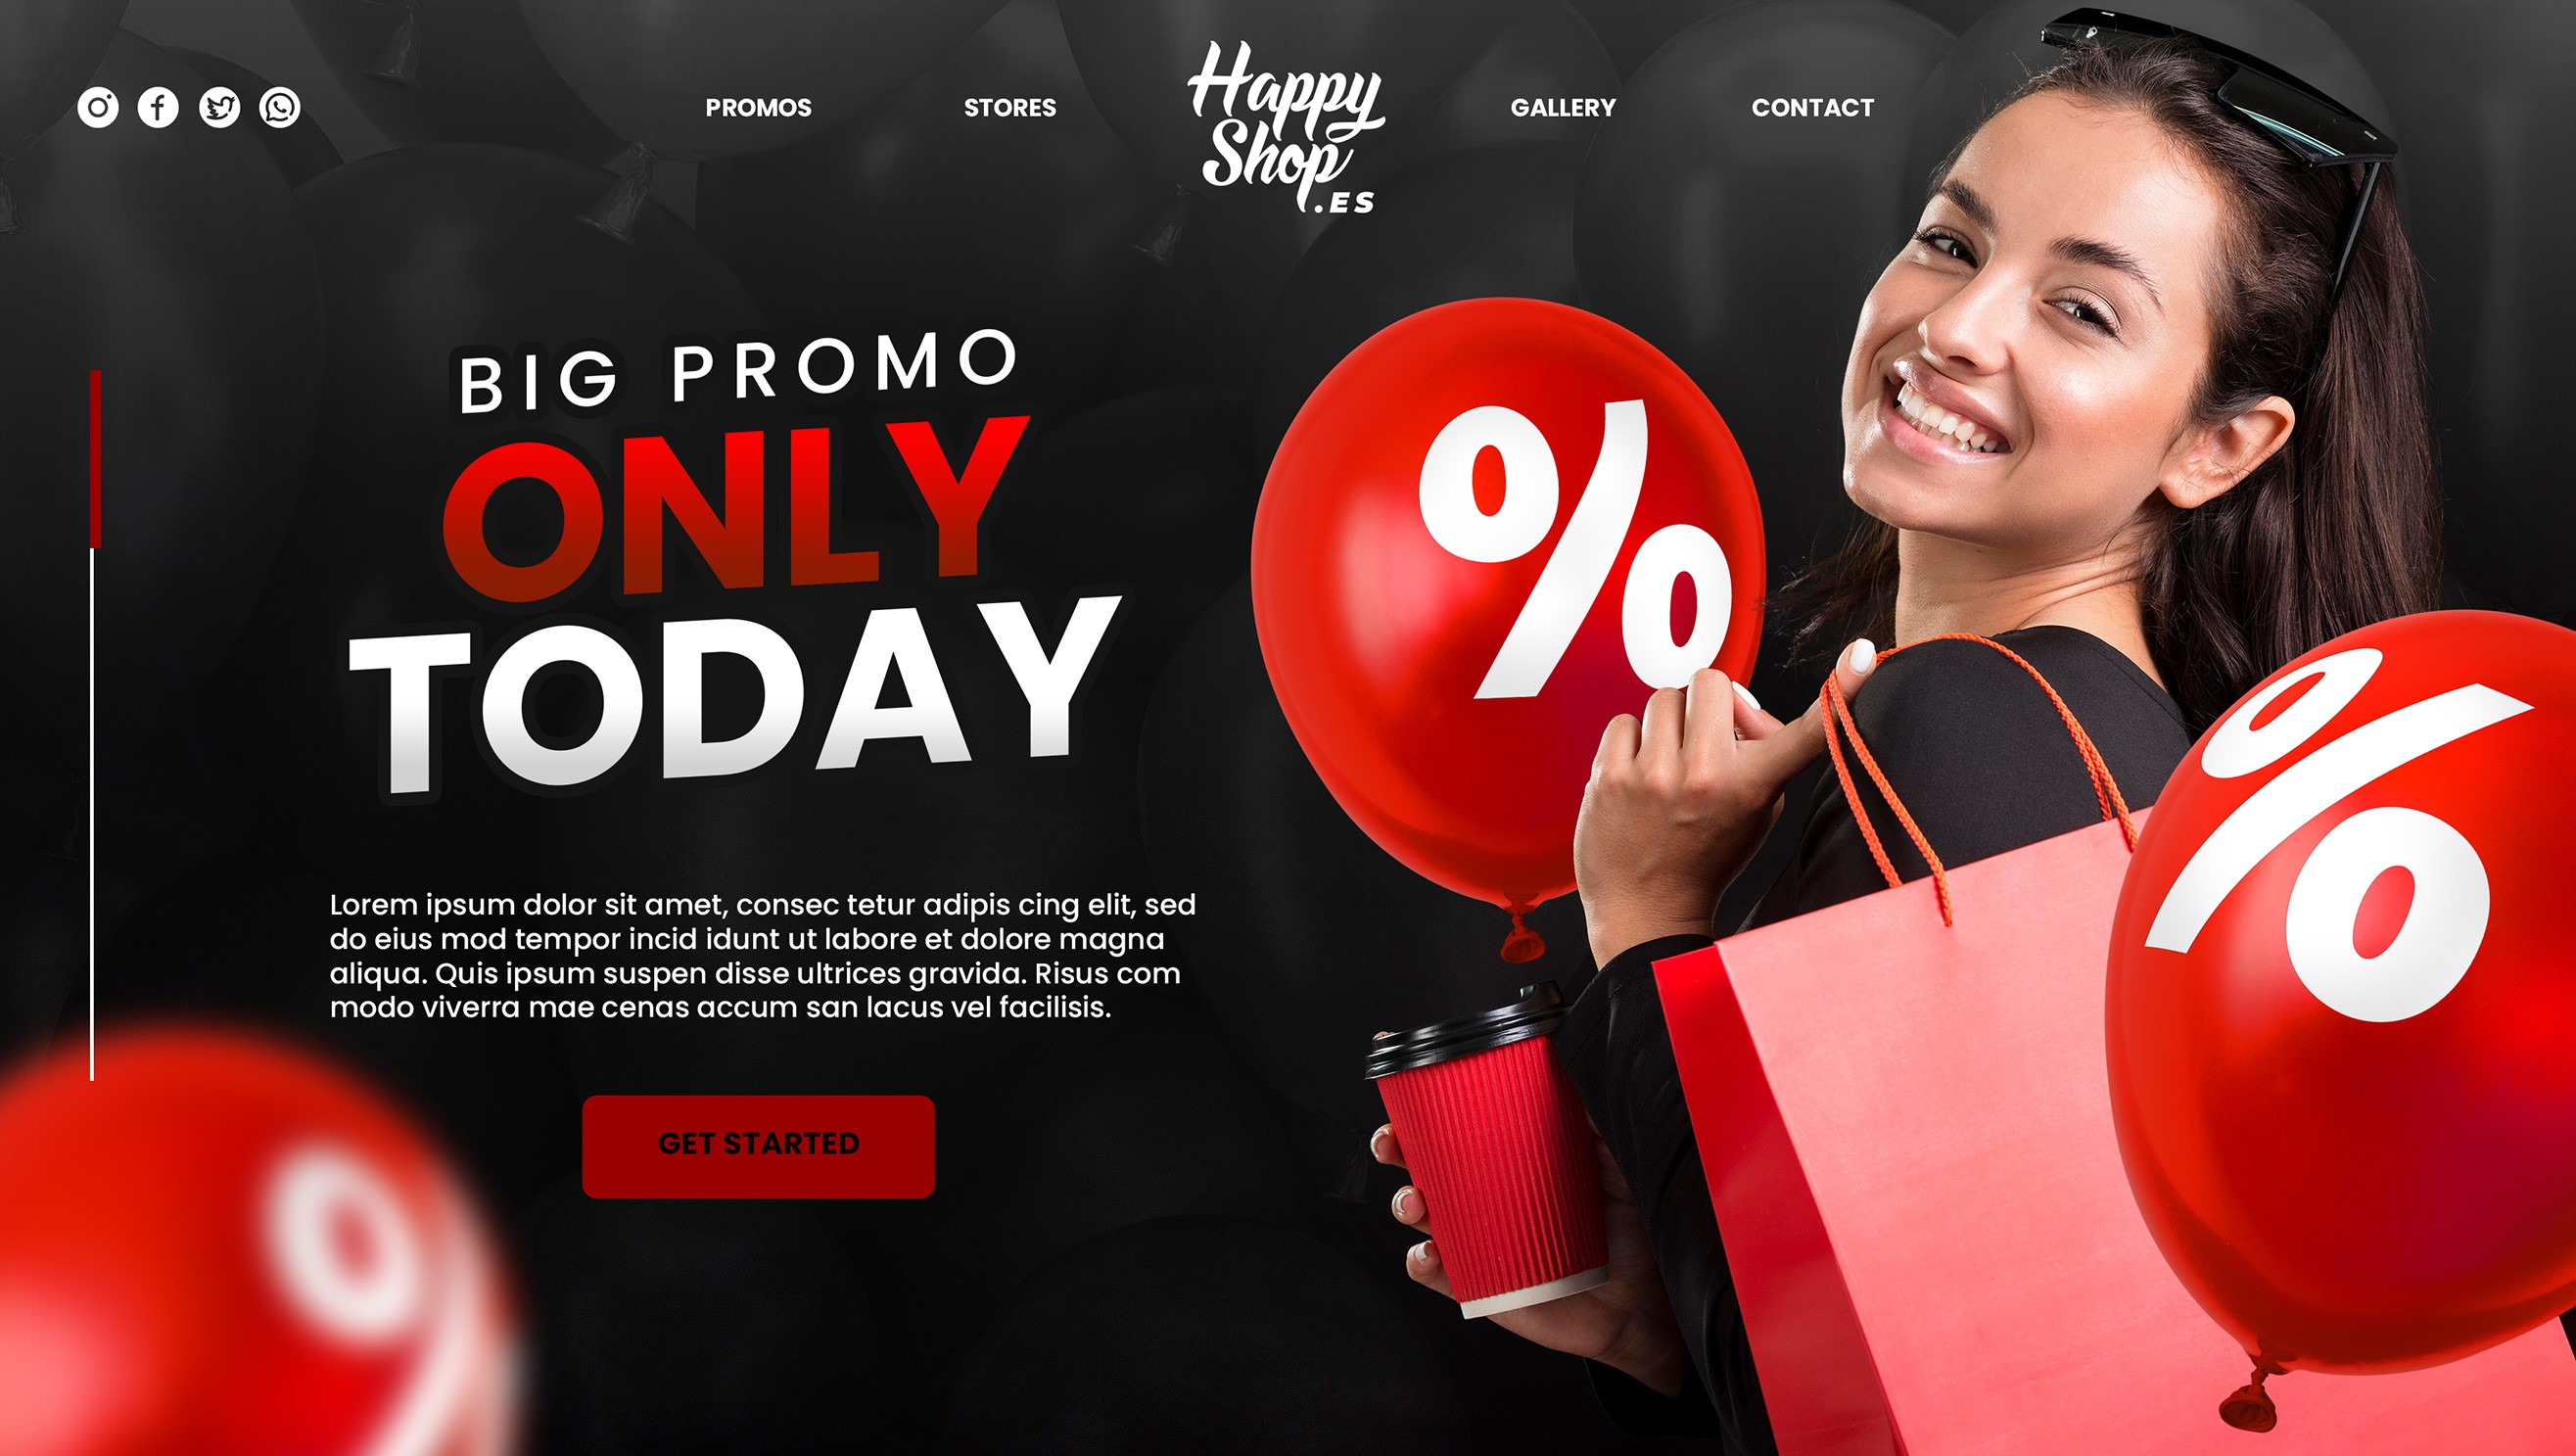 PROMOS STORES Happy Shop .ES GALLERY CONTACT
BIG PROMO
ONLY
TODAY
%
%
Lorem ipsum dolor sit amet, consec tetur adipis cing elit, sed
do eius mod tempor incid idunt ut labore et dolore magna
aliqua. Quis ipsum suspen disse ultrices gravida. Risus com
modo viverra mae cenas accum san lacus vel facilisis.
GET STARTED
%